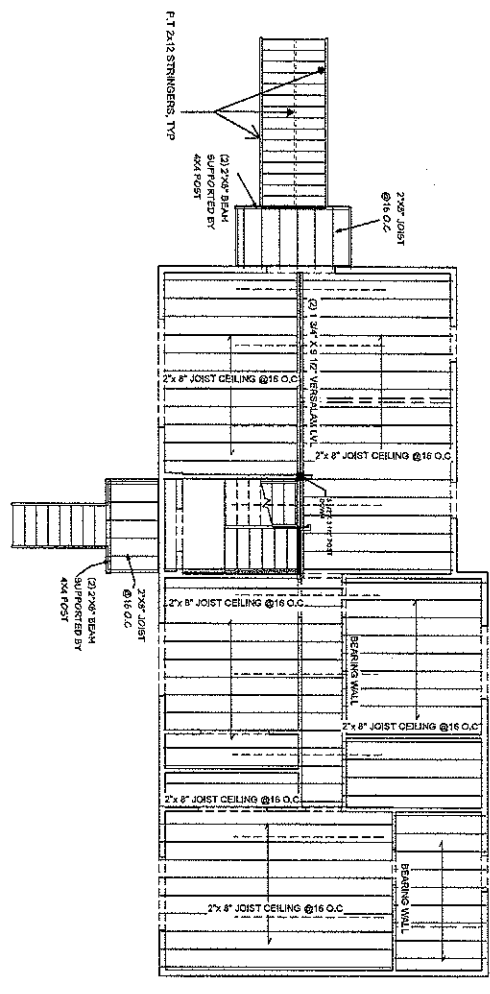 P.T 2x12 STRINGERS, TYP
(2) 2"X8" BEAM
SUPPORTED BY
4X4 POST
2"X8" JOIST
@16 O.C
(2) 1 3/4" X 9 1/2" VERSALAM LVL
2"x 8" JOIST CEILING @16 O.C
2"x 8" JOIST CEILING @16 O.C
POST
DOWN
2"X8" JOIST
@16 O.C
(2) 2"X8" BEAM
SUPPORTED BY
4X4 POST
2"x 8" JOIST CEILING @16 O.C
BEARING WALL
2"x 8" JOIST CEILING @16 O.C
2"x 8" JOIST CEILING @16 O.C
BEARING WALL
2"x 8" JOIST CEILING @16 O.C